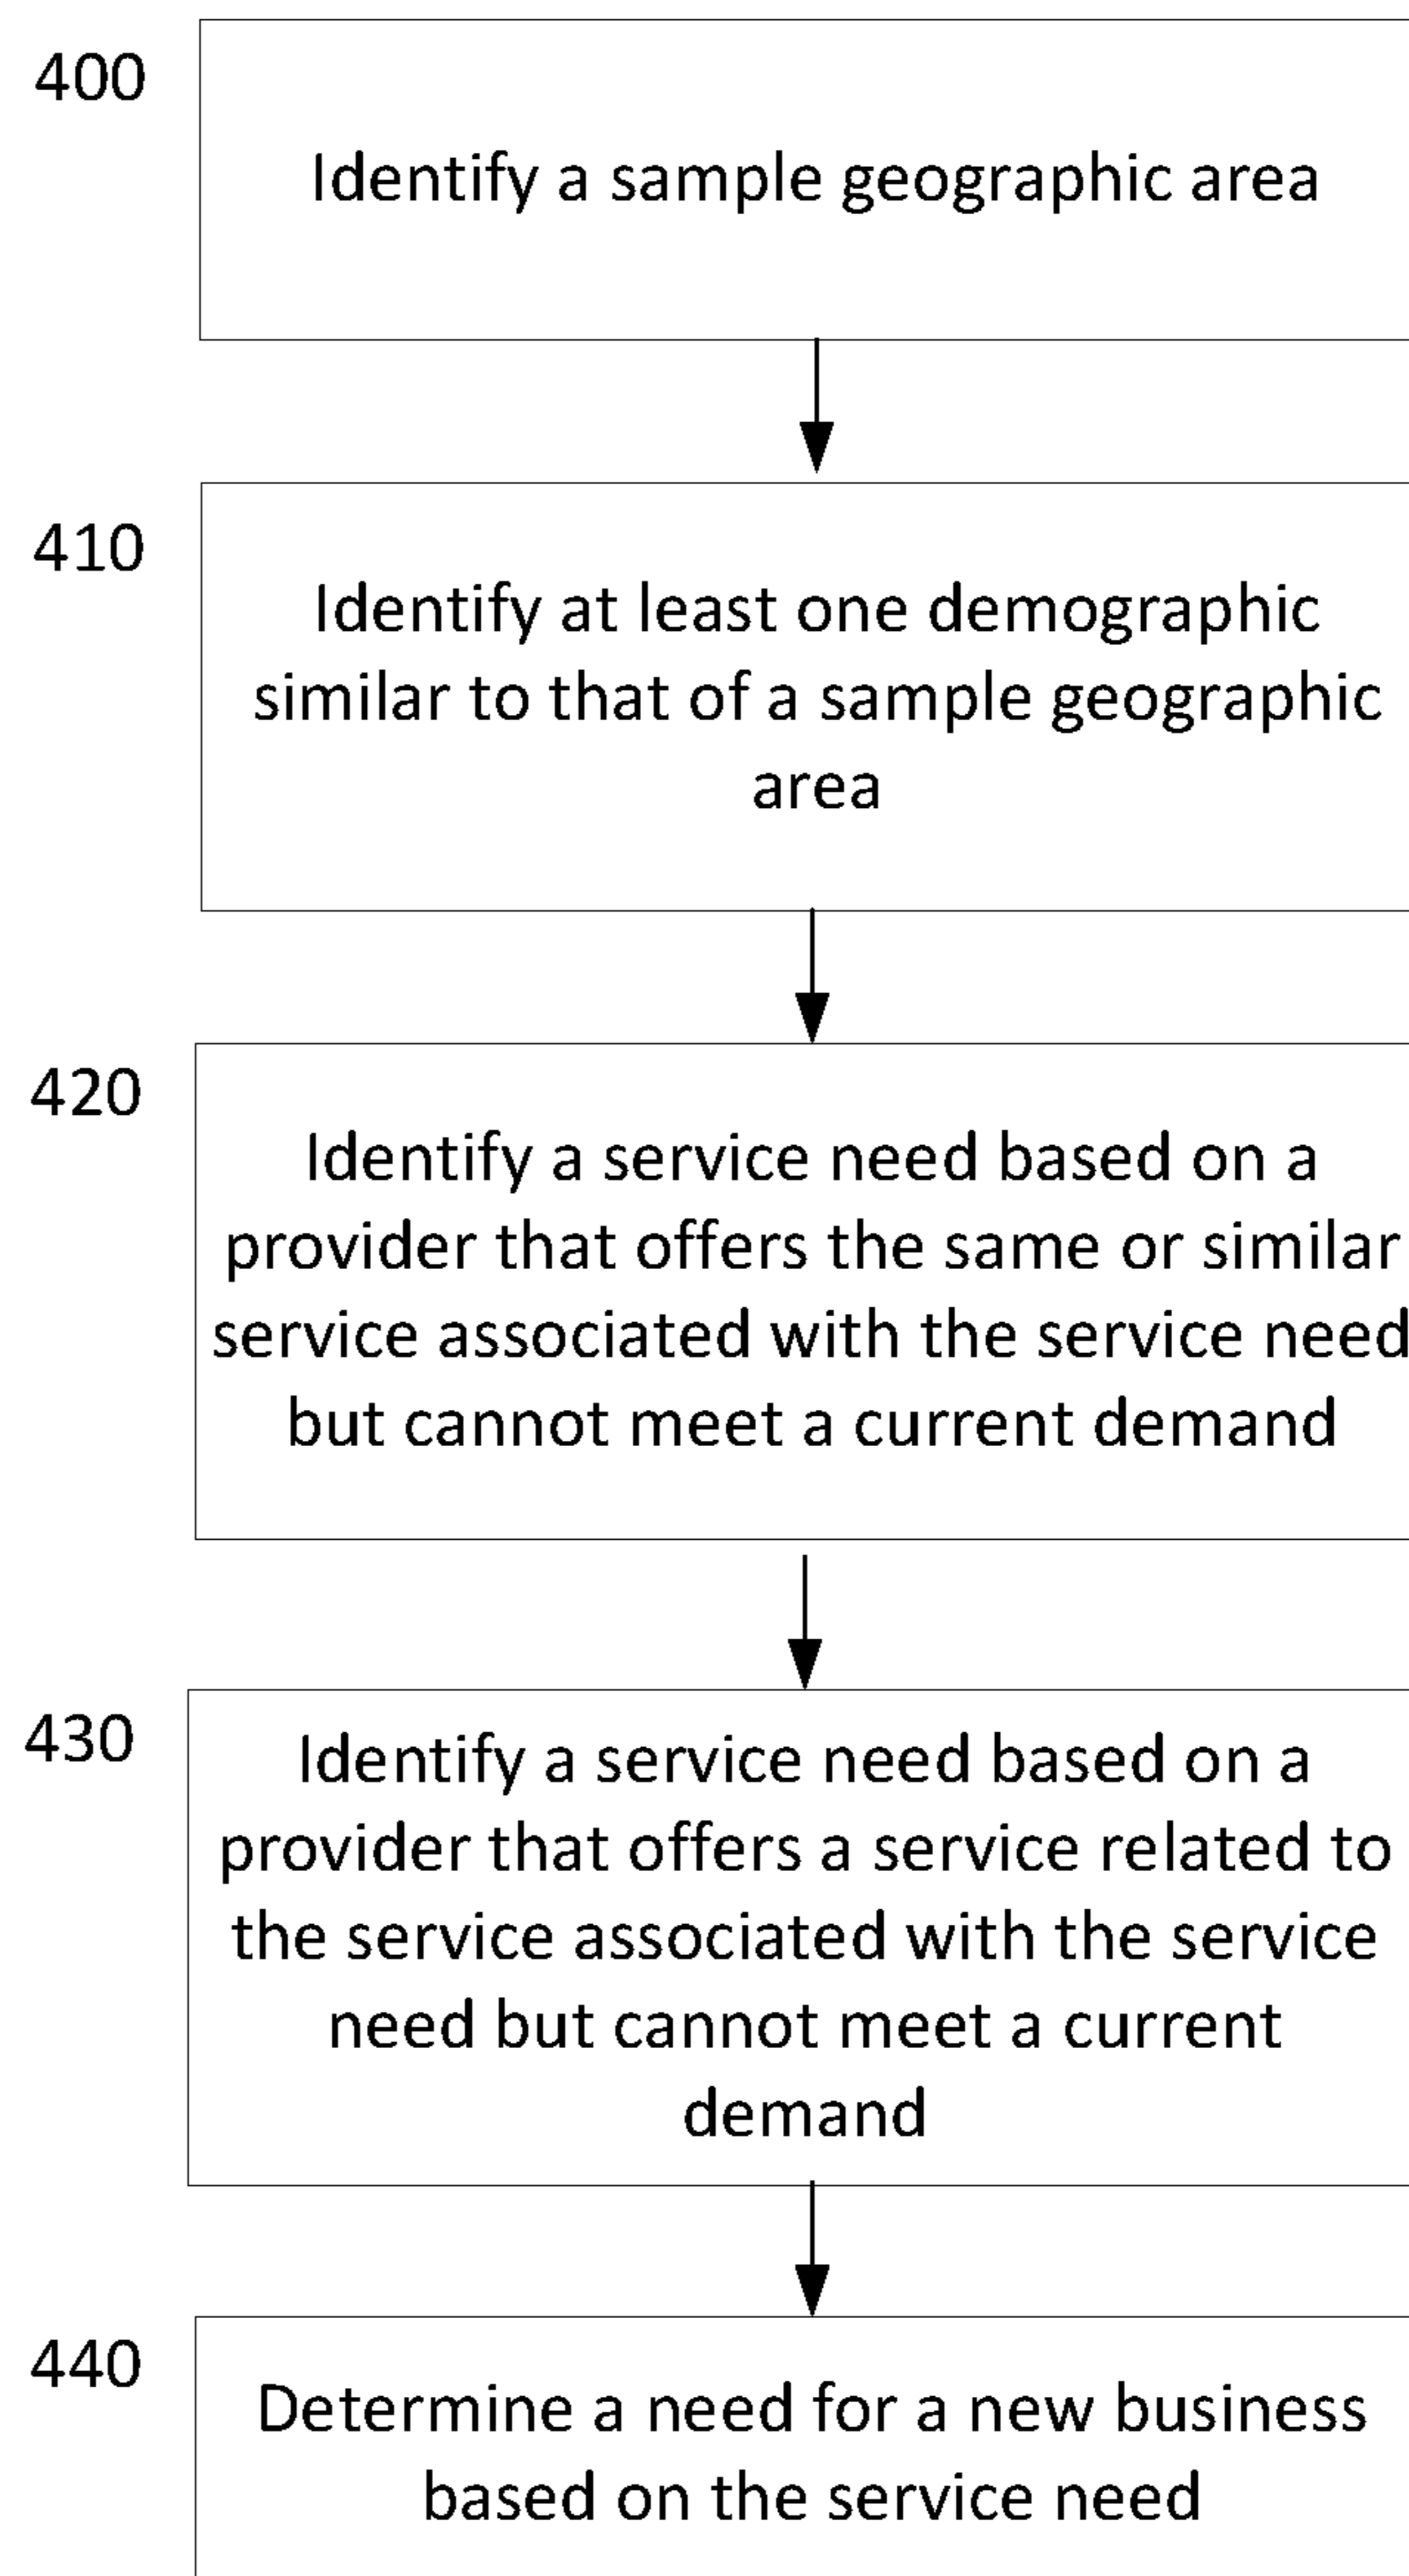 400
Identify a sample geographic area
410
Identify at least one demographic
similar to that of a sample geographic
area
420
Identify a service need based on a
provider that offers the same or similar
service associated with the service need
but cannot meet a current demand
430
Identify a service need based on a
provider that offers a service related to
the service associated with the service
need but cannot meet a current
demand
440
Determine a need for a new business
based on the service need